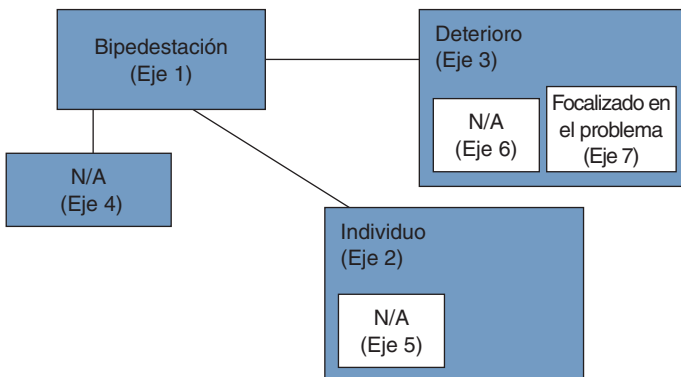 Bipedestación
(Eje 1)
Deterioro
(Eje 3)
N/A
(Eje 6)
Focalizado en
el problema
(Eje 7)
N/A
(Eje 4)
Individuo
(Eje 2)
N/A
(Eje 5)